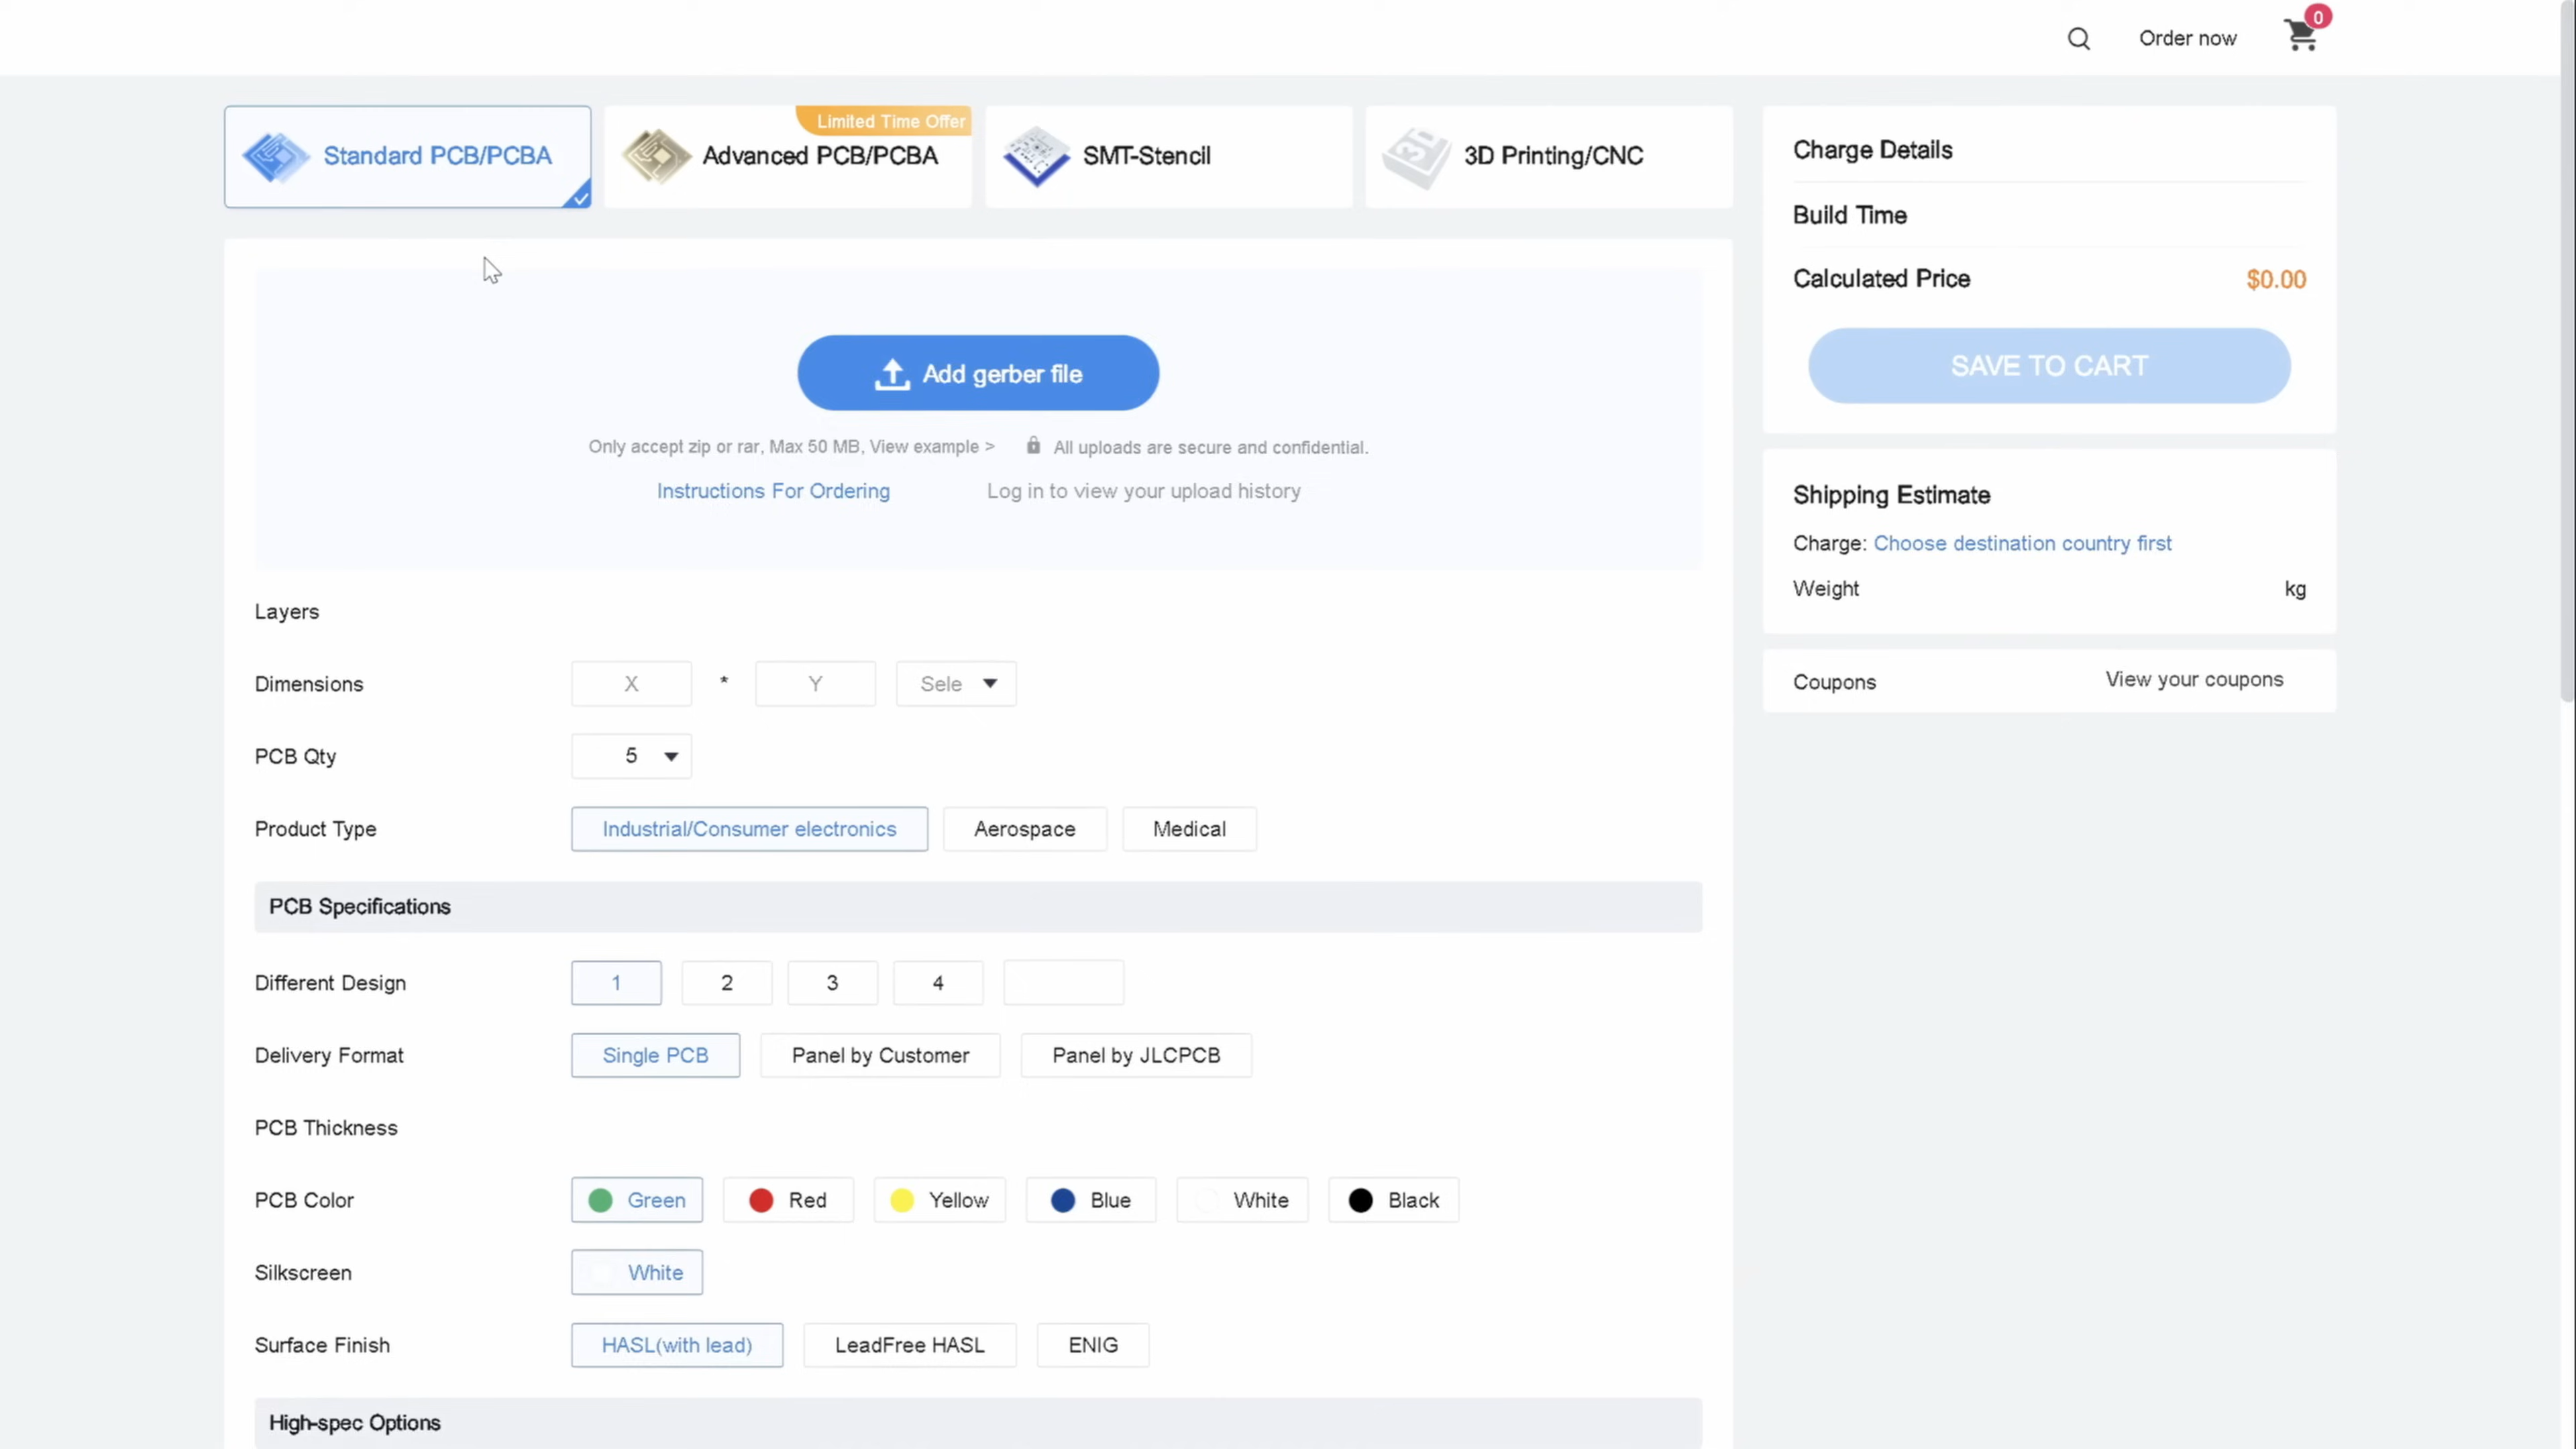 Order now
0
Standard PCB/PCBA
Limited Time Offer
Advanced PCB/PCBA
SMT-Stencil
3D
3D Printing/CNC
Add gerber file
Only accept zip or rar, Max 50 MB, View example > All uploads are secure and confidential.
Instructions For Ordering Log in to view your upload history
Layers
Dimensions X * Y Sele
PCB Qty 5
Product Type Industrial/Consumer electronics Aerospace Medical
PCB Specifications
Different Design 1 2 3 4
Delivery Format Single PCB Panel by Customer Panel by JLCPCB
PCB Thickness
PCB Color Green Red Yellow Blue White Black
Silkscreen White
Surface Finish HASL(with lead) LeadFree HASL ENIG
High-spec Options
Charge Details
Build Time
Calculated Price $0.00
SAVE TO CART
Shipping Estimate
Charge: Choose destination country first
Weight kg
Coupons View your coupons